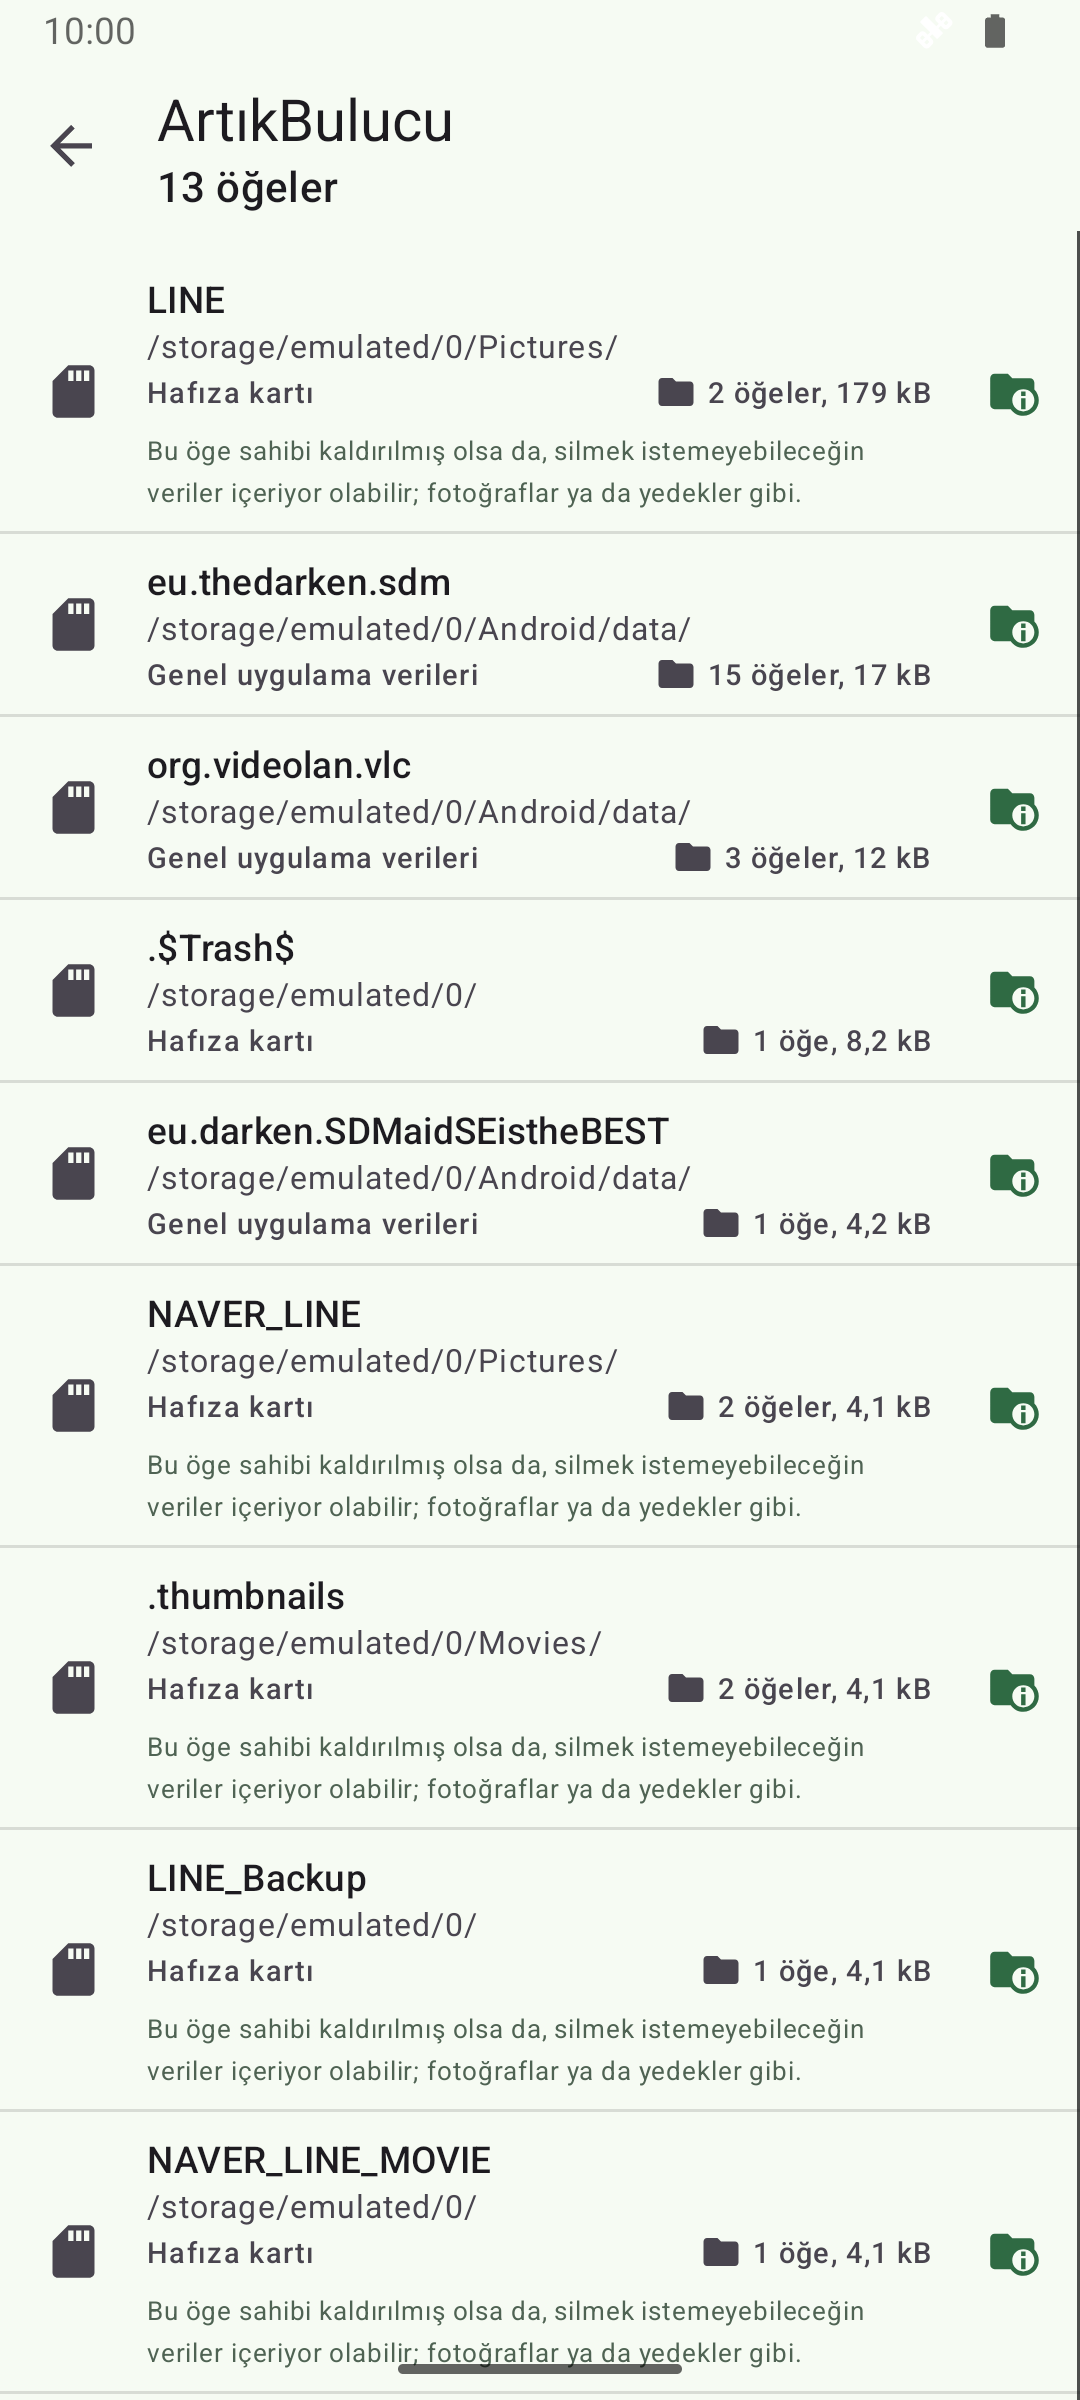 10:00
ArtıkBulucu
13 öğeler
LINE
/storage/emulated/0/Pictures/
Hafıza kartı 2 öğeler, 179 kB
Bu öge sahibi kaldırılmış olsa da, silmek istemeyebileceğin
veriler içeriyor olabilir; fotoğraflar ya da yedekler gibi.
eu.thedarken.sdm
/storage/emulated/0/Android/data/
Genel uygulama verileri 15 öğeler, 17 kB
org.videolan.vlc
/storage/emulated/0/Android/data/
Genel uygulama verileri 3 öğeler, 12 kB
.$Trash$
/storage/emulated/0/
Hafıza kartı 1 öğe, 8,2 kB
eu.darken.SDMaidSEistheBEST
/storage/emulated/0/Android/data/
Genel uygulama verileri 1 öğe, 4,2 kB
NAVER_LINE
/storage/emulated/0/Pictures/
Hafıza kartı 2 öğeler, 4,1 kB
Bu öge sahibi kaldırılmış olsa da, silmek istemeyebileceğin
veriler içeriyor olabilir; fotoğraflar ya da yedekler gibi.
.thumbnails
/storage/emulated/0/Movies/
Hafıza kartı 2 öğeler, 4,1 kB
Bu öge sahibi kaldırılmış olsa da, silmek istemeyebileceğin
veriler içeriyor olabilir; fotoğraflar ya da yedekler gibi.
LINE_Backup
/storage/emulated/0/
Hafıza kartı 1 öğe, 4,1 kB
Bu öge sahibi kaldırılmış olsa da, silmek istemeyebileceğin
veriler içeriyor olabilir; fotoğraflar ya da yedekler gibi.
NAVER_LINE_MOVIE
/storage/emulated/0/
Hafıza kartı 1 öğe, 4,1 kB
Bu öge sahibi kaldırılmış olsa da, silmek istemeyebileceğin
veriler içeriyor olabilir; fotoğraflar ya da yedekler gibi.